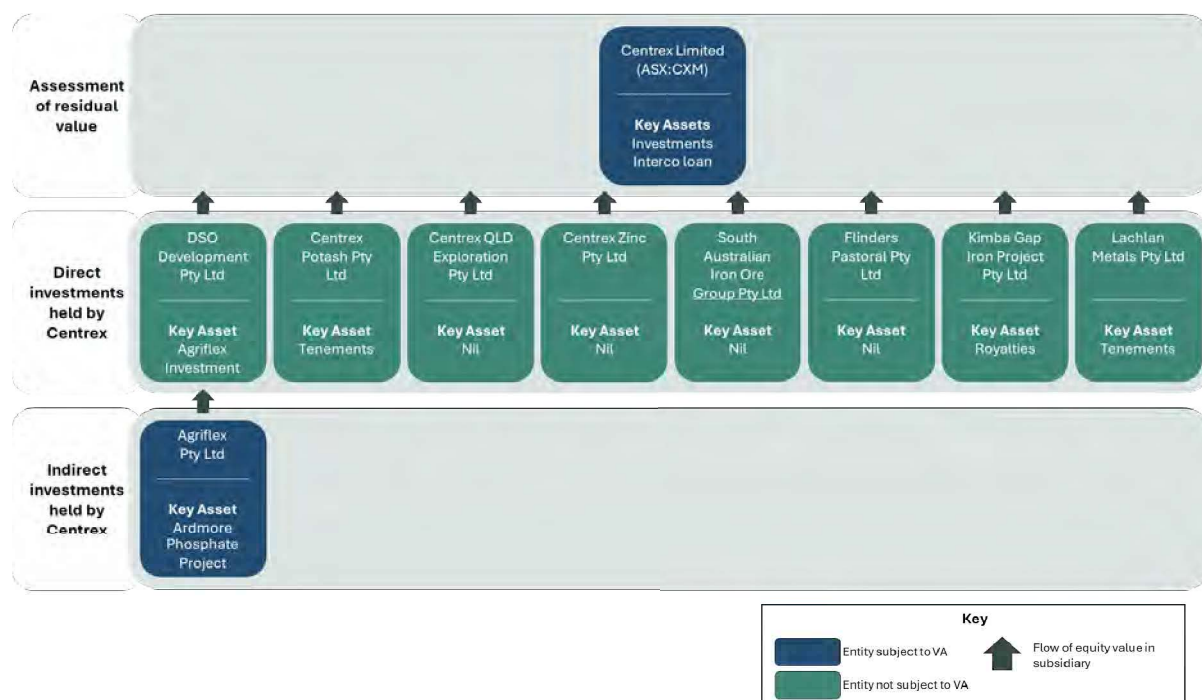 Assessment
of residual
value
Centrex Limited
(ASX:CXM)
Key Assets
Investments
Interco loan
Direct
investments
held by
Centrex
DSO
Development
Pty Ltd
Key Asset
Agriflex
Investment
Centrex
Potash Pty
Ltd
Key Asset
Tenements
Centrex QLD
Exploration
Pty Ltd
Key Asset
Nil
Centrex Zinc
Pty Ltd
Key Asset
Nil
South
Australian
Iron Ore
Group Pty Ltd
Key Asset
Nil
Flinders
Pastoral Pty
Ltd
Key Asset
Nil
Kimba Gap
Iron Project
Pty Ltd
Key Asset
Royalties
Lachlan
Metals Pty Ltd
Key Asset
Tenements
Indirect
investments
held by
Centrex
Agriflex
Pty Ltd
Key Asset
Ardmore
Phosphate
Project
Key
Entity subject to VA
Flow of equity value in
subsidiary
Entity not subject to VA